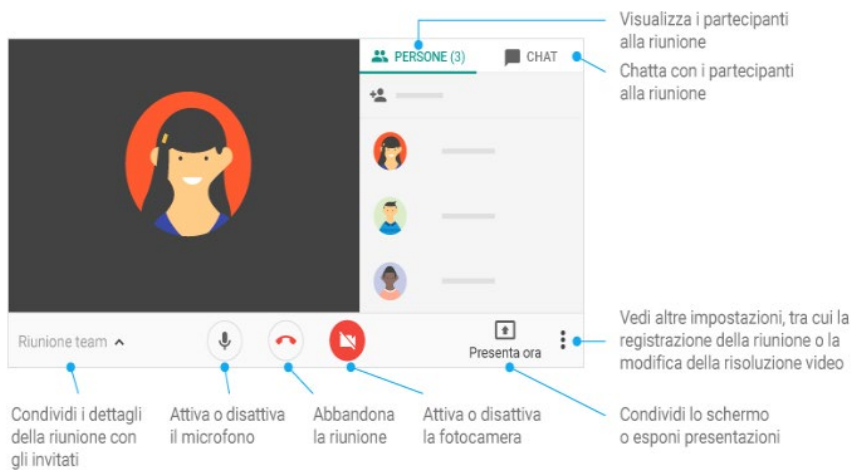 Visualizza i partecipanti
alla riunione
PERSONE (3)
CHAT
Chatta con i partecipanti
alla riunione
Vedi altre impostazioni, tra cui la
registrazione della riunione o la
modifica della risoluzione video
Riunione team
Presenta ora
Condividi i dettagli
della riunione con
gli invitati
Attiva o disattiva
il microfono
Abbandona
la riunione
Attiva o disattiva
la fotocamera
Condividi lo schermo
o esponi presentazioni